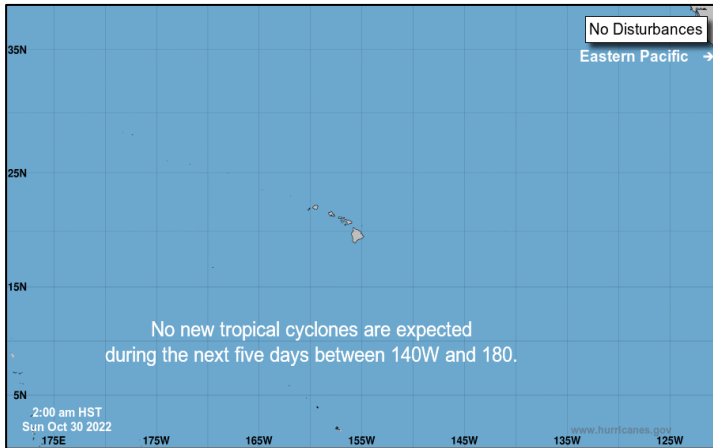 No Disturbances
35N
Eastern Pacific →
25N
15N
No new tropical cyclones are expected
during the next five days between 140W and 180.
5N
2:00 am HST
Sun Oct 30 2022
www.hurricanes.gov
175E 175W 165W 155W 145W 135W 125W